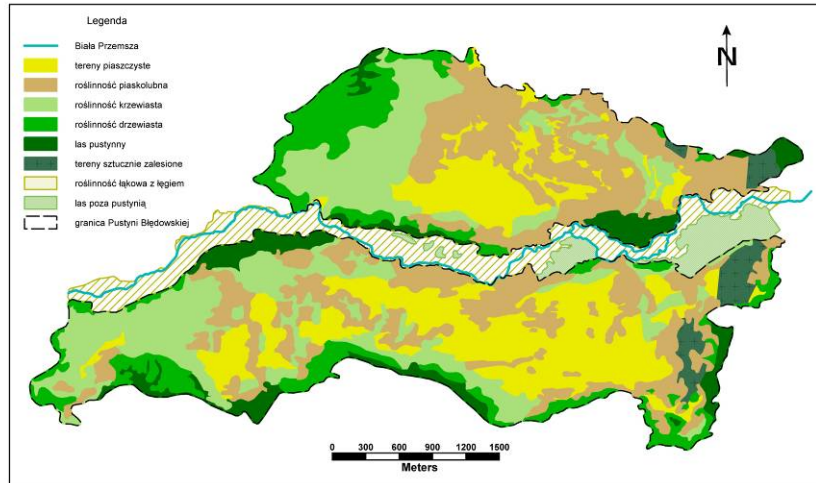 Legenda
Biała Przemsza
tereny piaszczyste
roślinność piaskolubna
roślinność krzewiasta
roślinność drzewiasta
las pustynny
tereny sztucznie zalesione
roślinność łąkowa z łęgiem
las poza pustynią
granica Pustyni Błędowskiej
N
0 300 600 900 1200 1500
Meters